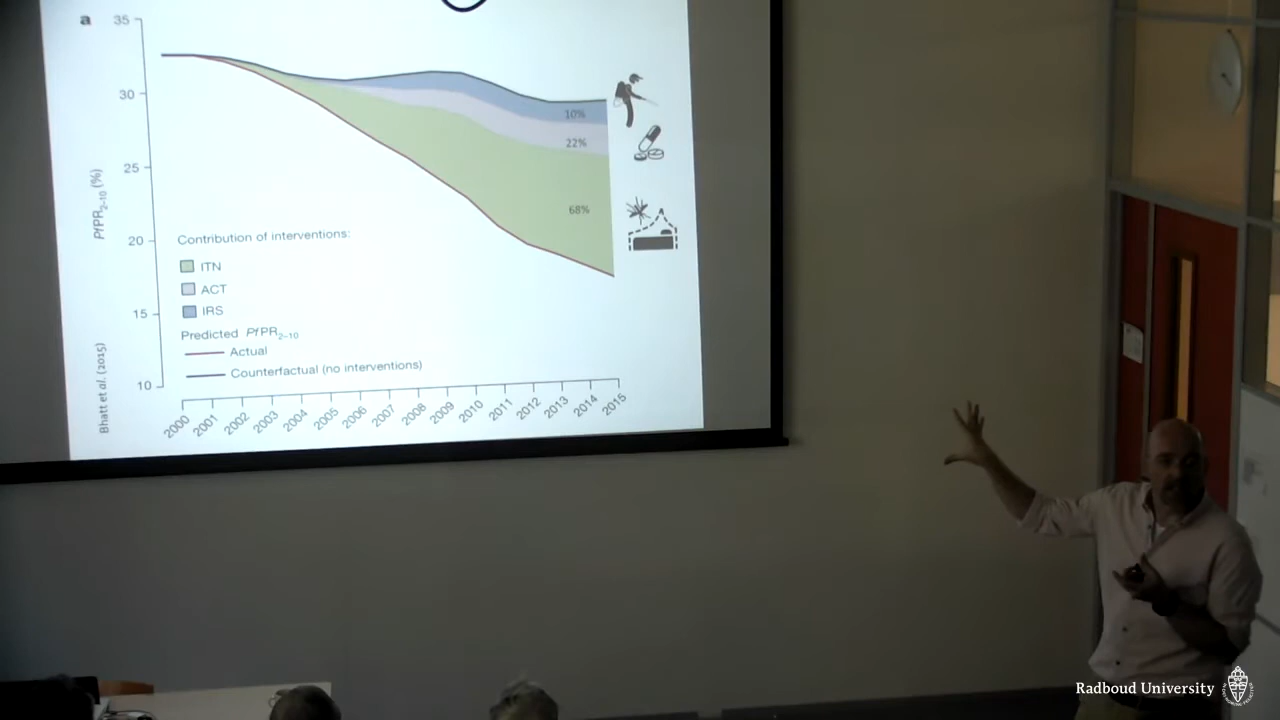 a
35
30
25
20
15
10
PfPR2–10 (%)
10%
22%
68%
Contribution of interventions:
ITN
ACT
IRS
Predicted PfPR2–10
Actual
Counterfactual (no interventions)
2000 2001 2002 2003 2004 2005 2006 2007 2008 2009 2010 2011 2012 2013 2014 2015
Bhatt et al. (2015)
Radboud University